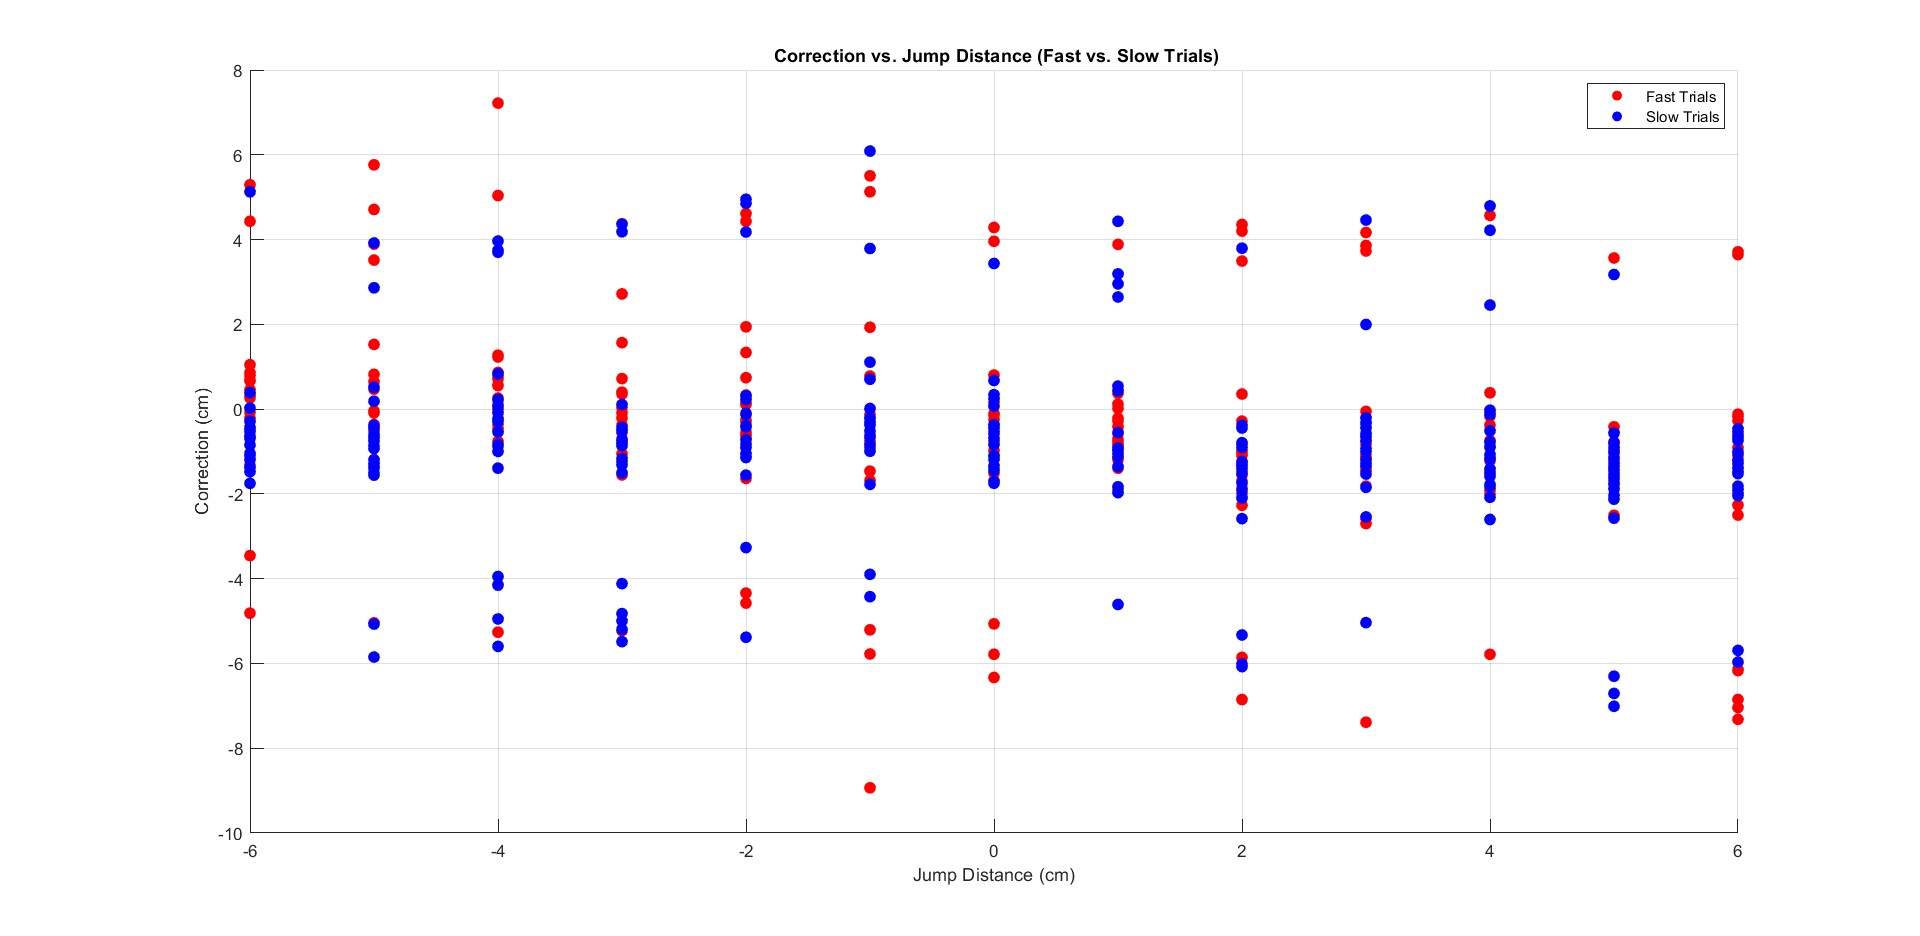 Correction vs. Jump Distance (Fast vs. Slow Trials)
Fast Trials
Slow Trials
8
6
4
2
0
-2
-4
-6
-8
-10
Correction (cm)
-6 -4 -2 0 2 4 6
Jump Distance (cm)